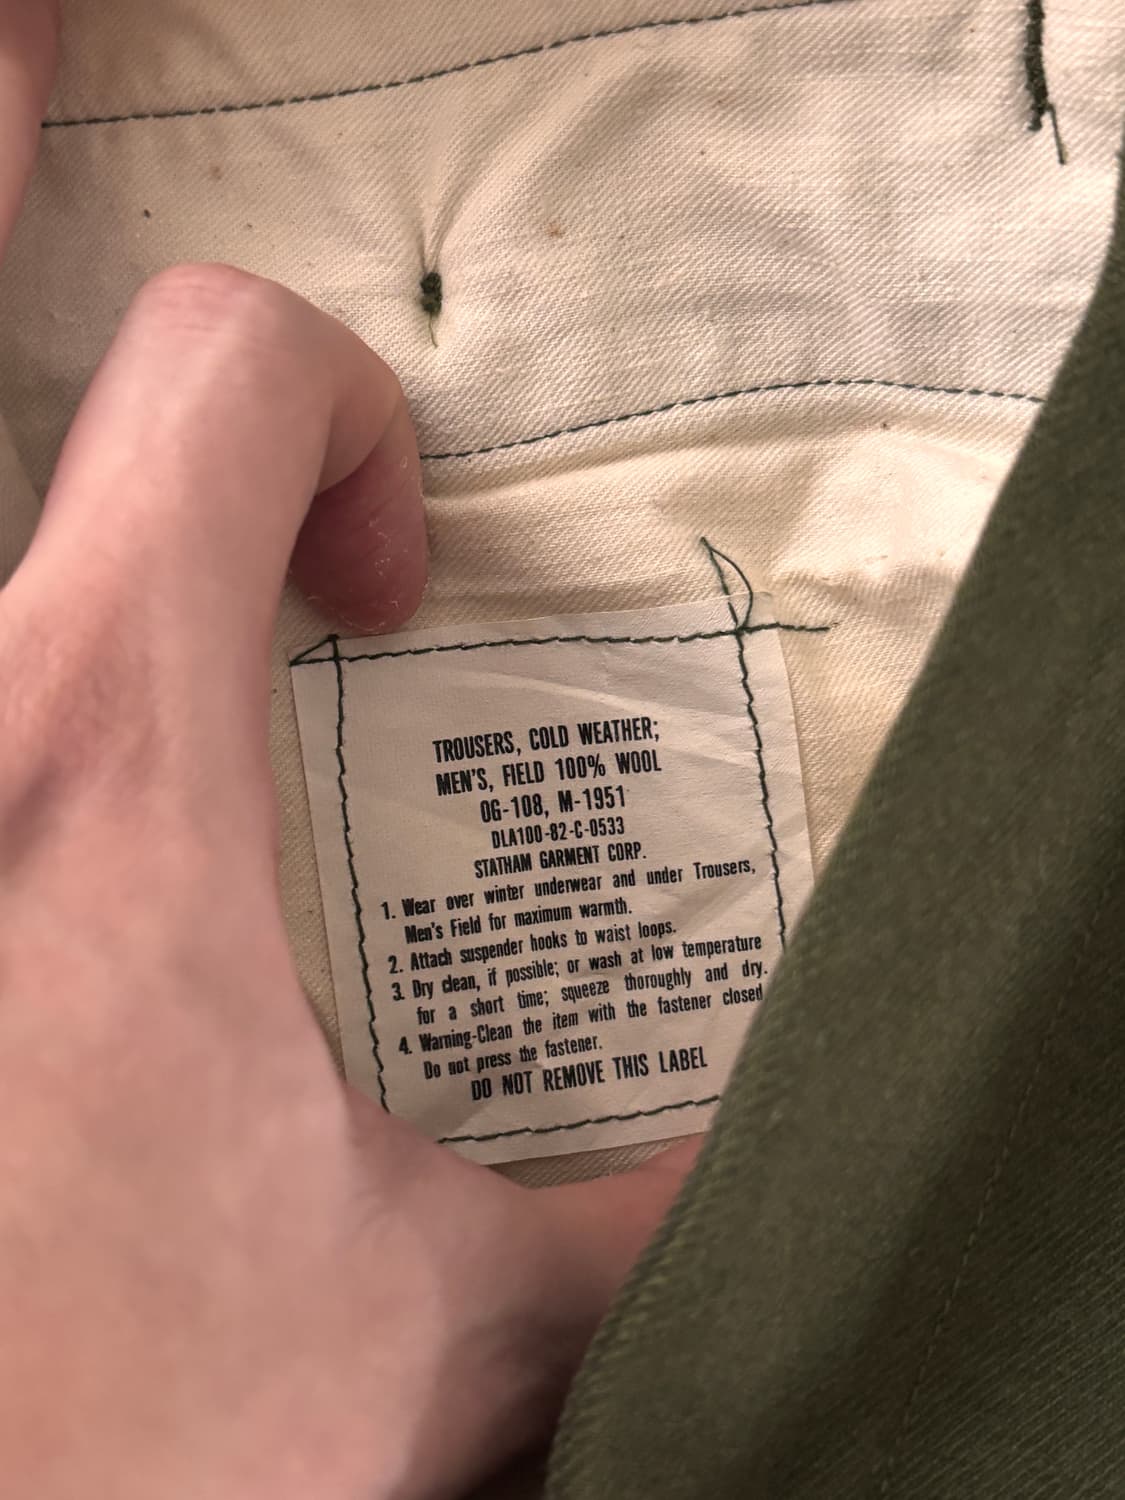 TROUSERS, COLD WEATHER;
MEN'S, FIELD 100% WOOL
OG-108, M-1951
DLA100-82-C-0533
STATHAM GARMENT CORP.
1. Wear over winter underwear and under Trousers,
Men's Field for maximum warmth.
2. Attach suspender hooks to waist loops.
3. Dry clean, if possible; or wash at low temperature
for a short time; squeeze thoroughly and dry.
4. Warning-Clean the item with the fastener closed
Do not press the fastener.
DO NOT REMOVE THIS LABEL